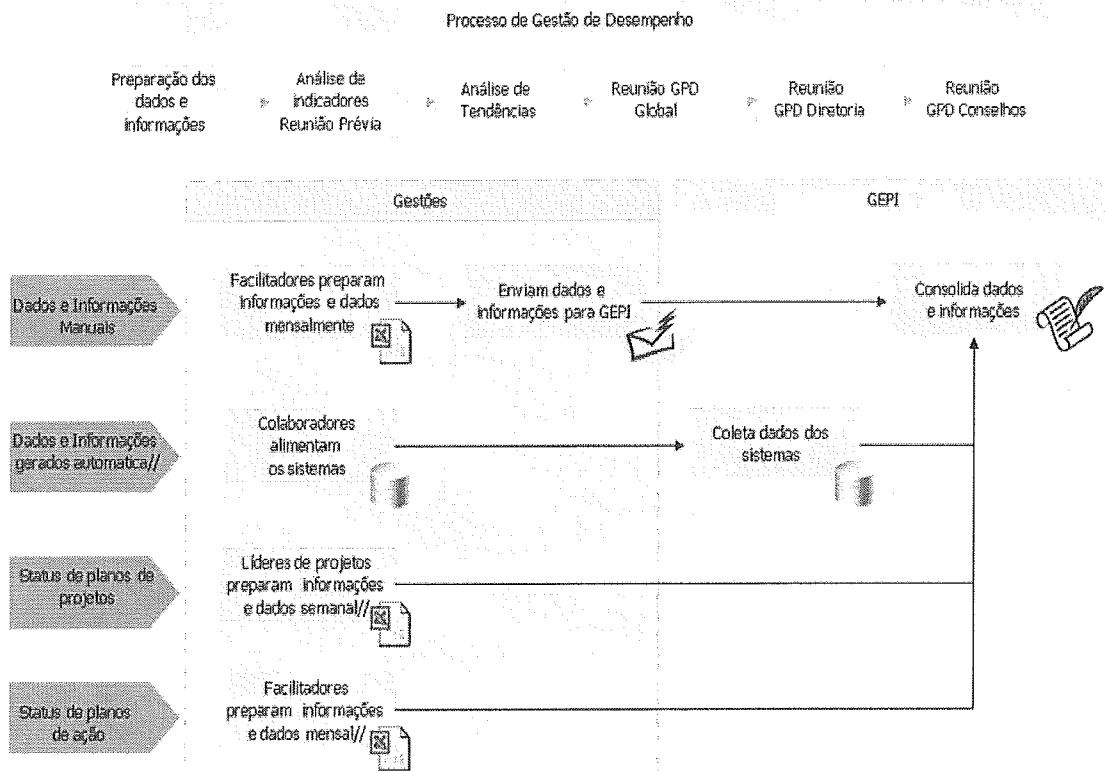 Processo de Gestão de Desempenho
Preparação dos
dados e
informações
Análise de
indicadores
Reunião Prévia
Análise de
Tendências
Reunião GPD
Global
Reunião
GPD Diretoria
Reunião
GPD Conselhos
Gestões
GEPI
Dados e Informações
Manuais
Facilitadores preparam
informações e dados
mensalmente
Enviam dados e
informações para GEPI
Consolida dados
e informações
Dados e Informações
gerados automatica//
Colaboradores
alimentam
os sistemas
Coleta dados dos
sistemas
Status de planos de
projetos
Líderes de projetos
preparam informações
e dados semanal//
Status de planos
de ação
Facilitadores
preparam informações
e dados mensal//